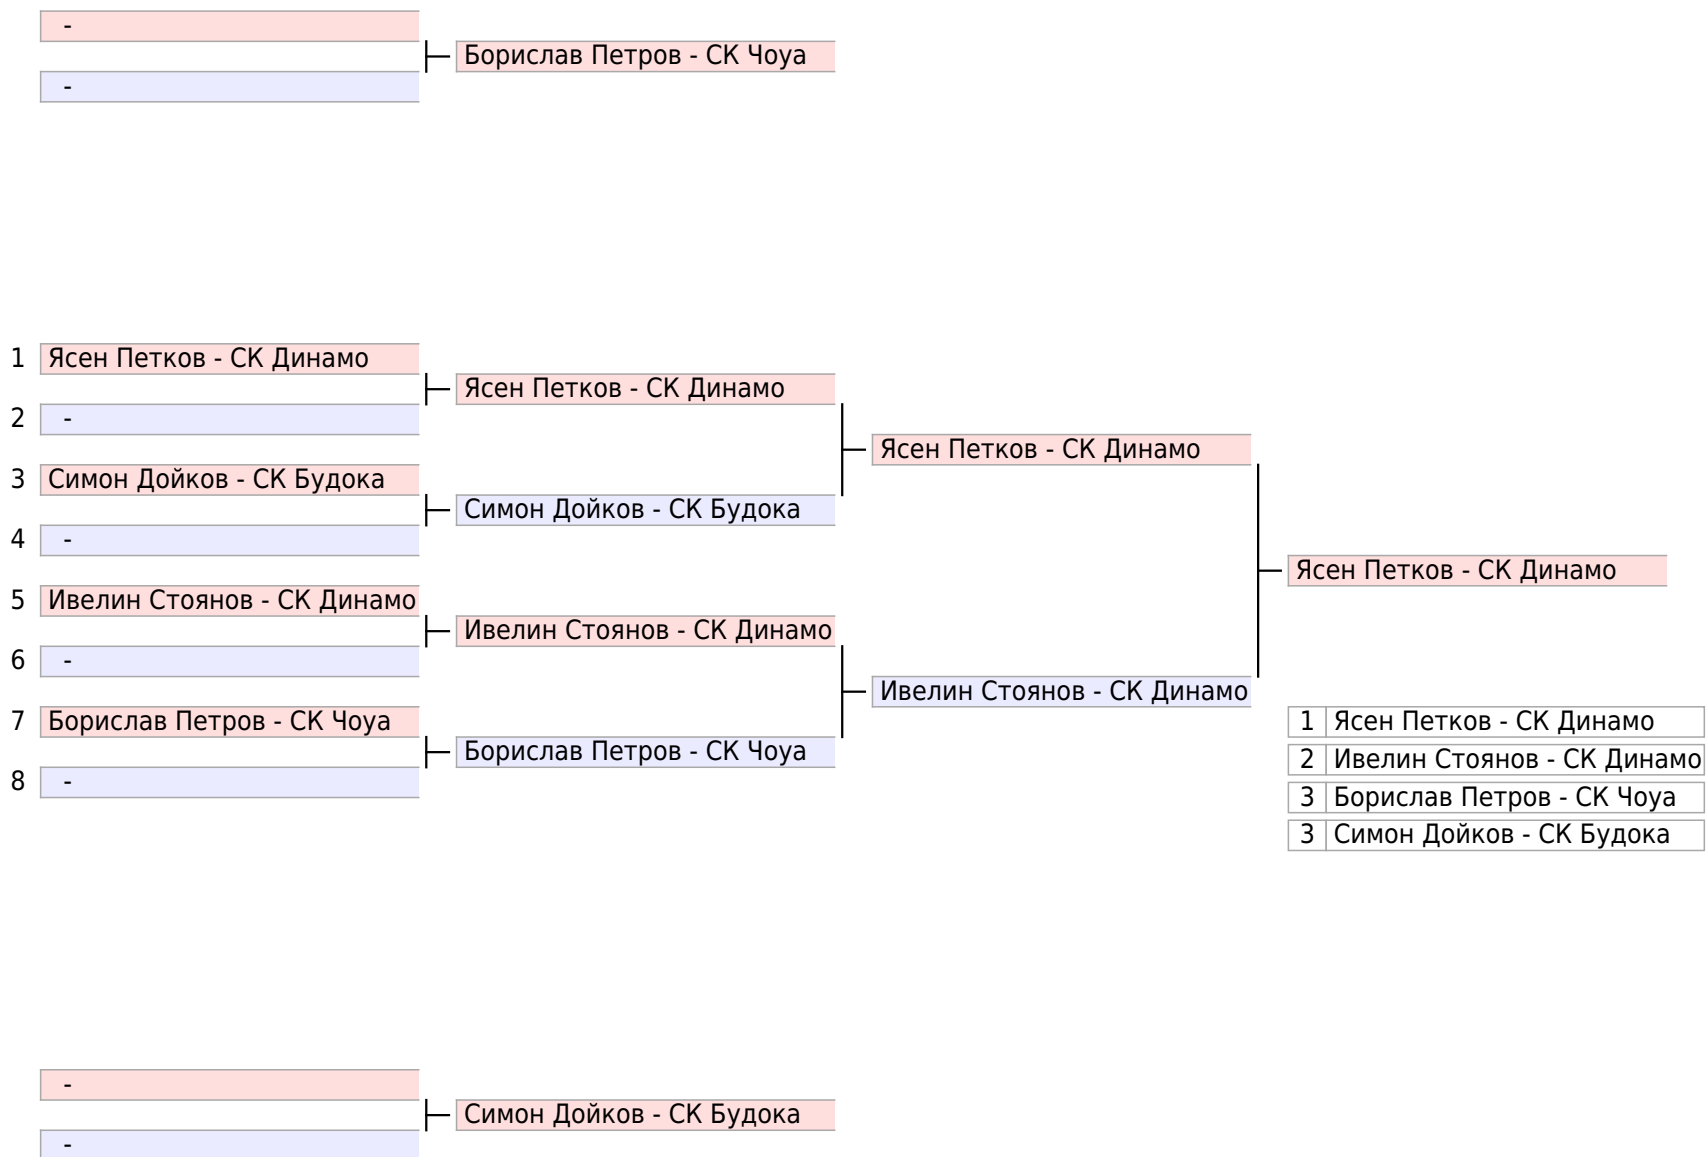 -
Борислав Петров - СК Чоуа
-
1 Ясен Петков - СК Динамо
Ясен Петков - СК Динамо
2 -
Ясен Петков - СК Динамо
3 Симон Дойков - СК Будока
Симон Дойков - СК Будока
4 -
Ясен Петков - СК Динамо
5 Ивелин Стоянов - СК Динамо
Ивелин Стоянов - СК Динамо
6 -
Ивелин Стоянов - СК Динамо
7 Борислав Петров - СК Чоуа
Борислав Петров - СК Чоуа
8 -
1 Ясен Петков - СК Динамо
2 Ивелин Стоянов - СК Динамо
3 Борислав Петров - СК Чоуа
3 Симон Дойков - СК Будока
-
Симон Дойков - СК Будока
-